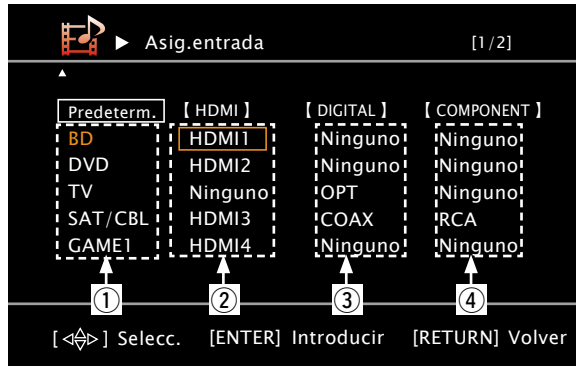 Asig.entrada [1/2]
Predeterm. 【 HDMI 】 【 DIGITAL 】 【 COMPONENT 】
BD HDMI1 Ninguno Ninguno
DVD HDMI2 Ninguno Ninguno
TV Ninguno OPT Ninguno
SAT/CBL HDMI3 COAX RCA
GAME1 HDMI4 Ninguno Ninguno
① ② ③ ④
[ ] Selecc. [ENTER] Introducir [RETURN] Volver